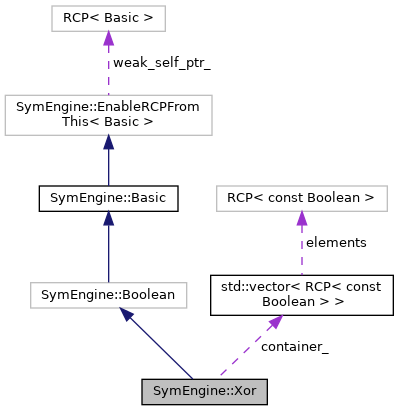 RCP< Basic >
weak_self_ptr_
SymEngine::EnableRCPFrom
This< Basic >
SymEngine::Basic
RCP< const Boolean >
elements
SymEngine::Boolean
std::vector< RCP< const
Boolean > >
container_
SymEngine::Xor